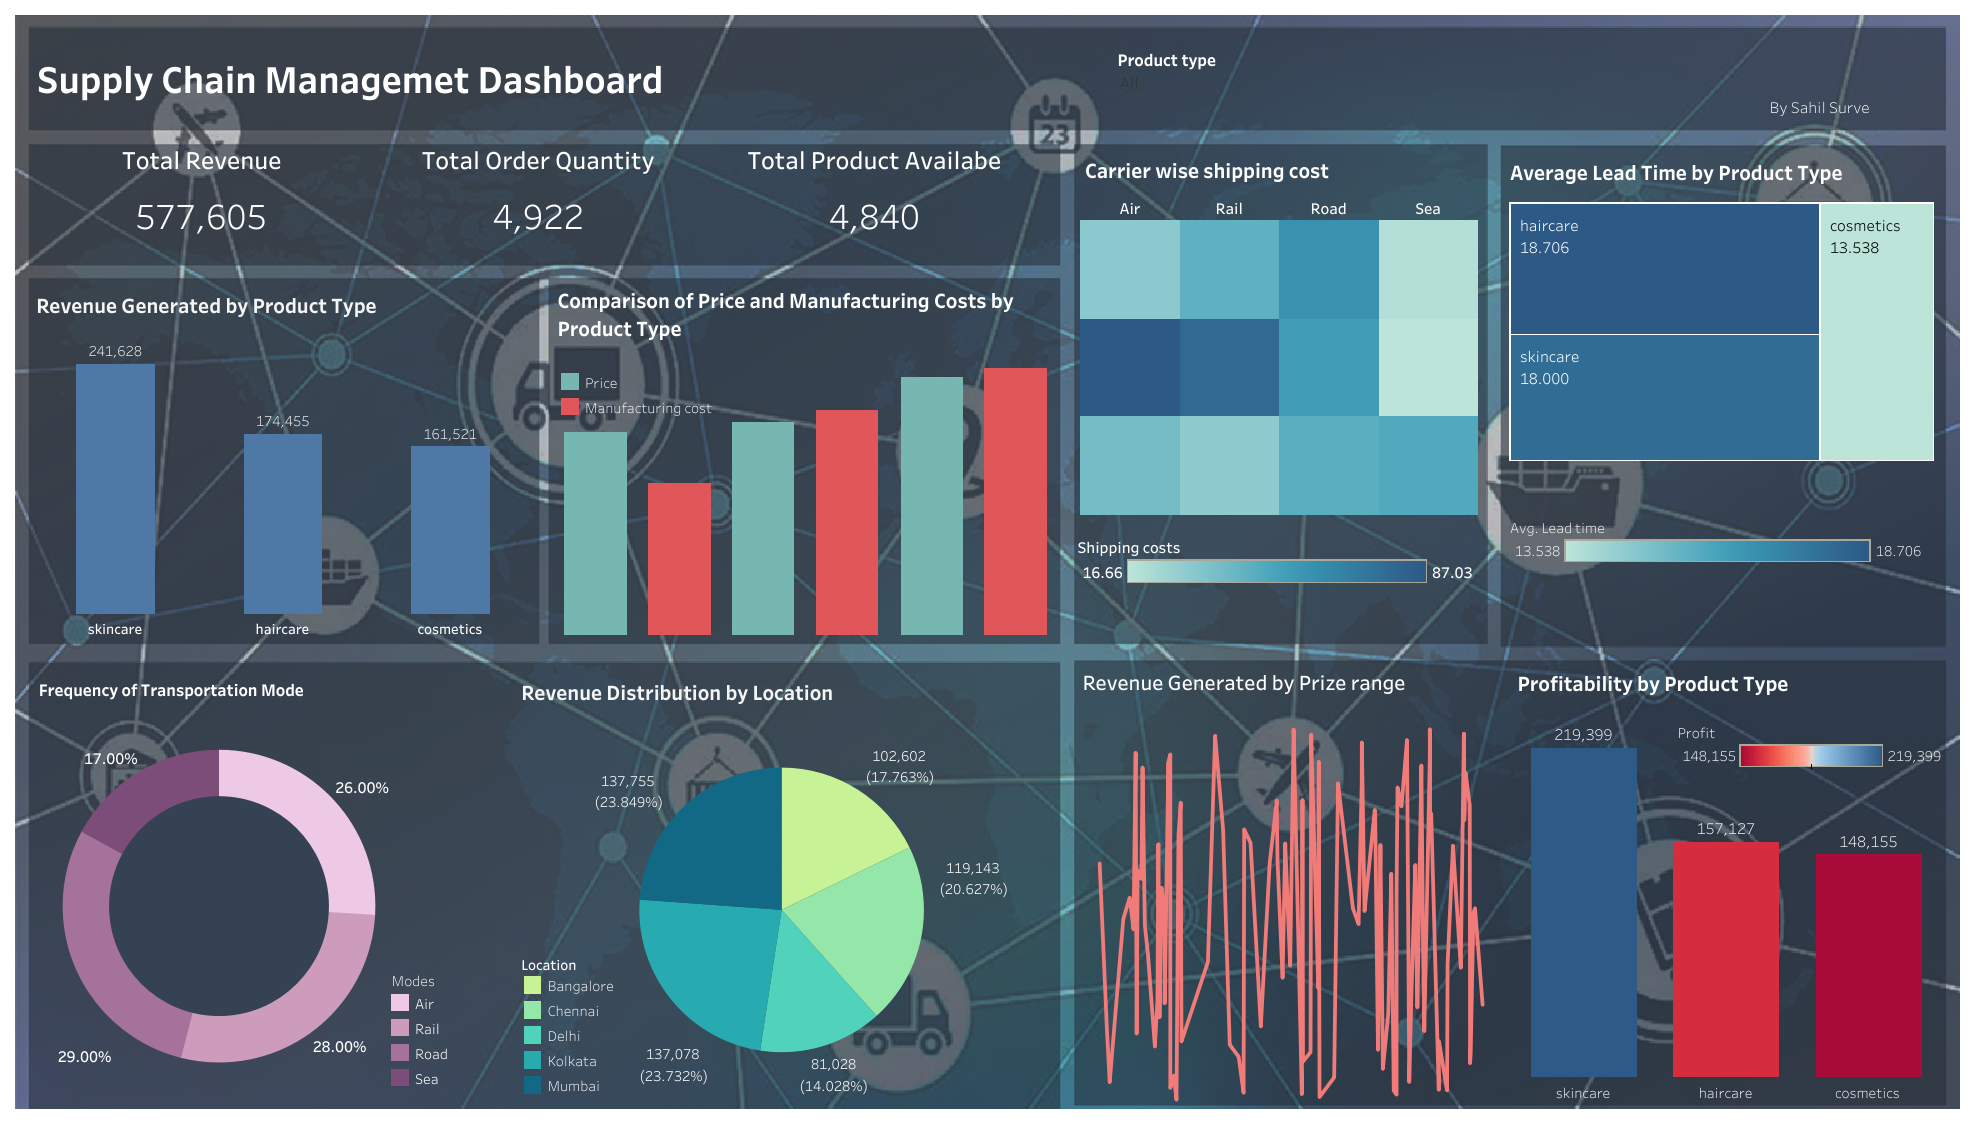 Supply Chain Managemet Dashboard
Product type
All
By Sahil Surve
Total Revenue
577,605
Total Order Quantity
4,922
Total Product Availabe
4,840
Revenue Generated by Product Type
241,628
174,455
161,521
skincare
haircare
cosmetics
Comparison of Price and Manufacturing Costs by
Product Type
Price
Manufacturing cost
Carrier wise shipping cost
Air
Rail
Road
Sea
Shipping costs
16.66
87.03
Average Lead Time by Product Type
haircare
18.706
cosmetics
13.538
skincare
18.000
Avg. Lead time
13.538
18.706
Frequency of Transportation Mode
17.00%
26.00%
29.00%
28.00%
Modes
Air
Rail
Road
Sea
Revenue Distribution by Location
137,755
(23.849%)
102,602
(17.763%)
119,143
(20.627%)
137,078
(23.732%)
81,028
(14.028%)
Location
Bangalore
Chennai
Delhi
Kolkata
Mumbai
Revenue Generated by Prize range
Profitability by Product Type
219,399
Profit
148,155
219,399
157,127
148,155
skincare
haircare
cosmetics
23